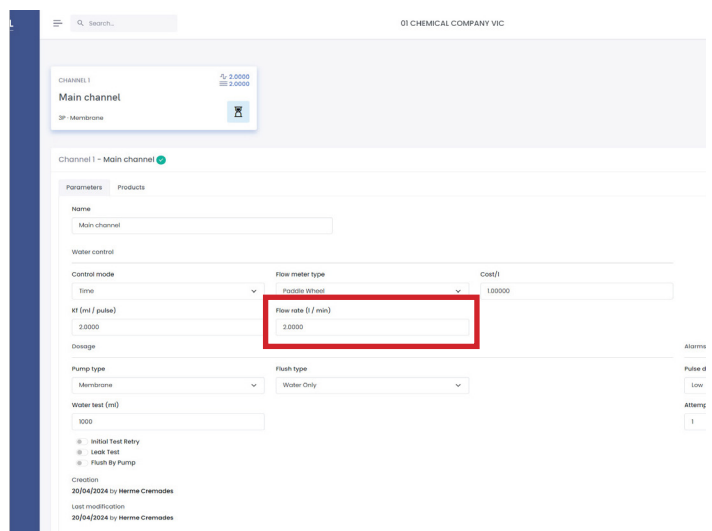 L
Search...
01 CHEMICAL COMPANY VIC
CHANNEL 1
2.0000
2.0000
Main channel
3P - Membrane
Channel 1 - Main channel
Parameters Products
Name
Main channel
Water control
Control mode Flow meter type Cost/l
Time Paddle Wheel 1.00000
Kf (ml / pulse) Flow rate (l / min)
2.0000 2.0000
Dosage Alarms
Pump type Flush type Pulse d
Membrane Water Only Low
Water test (ml) Attemp
1000 1
Initial Test Retry
Leak Test
Flush By Pump
Creation
20/04/2024 by Herme Cremades
Last modification
20/04/2024 by Herme Cremades